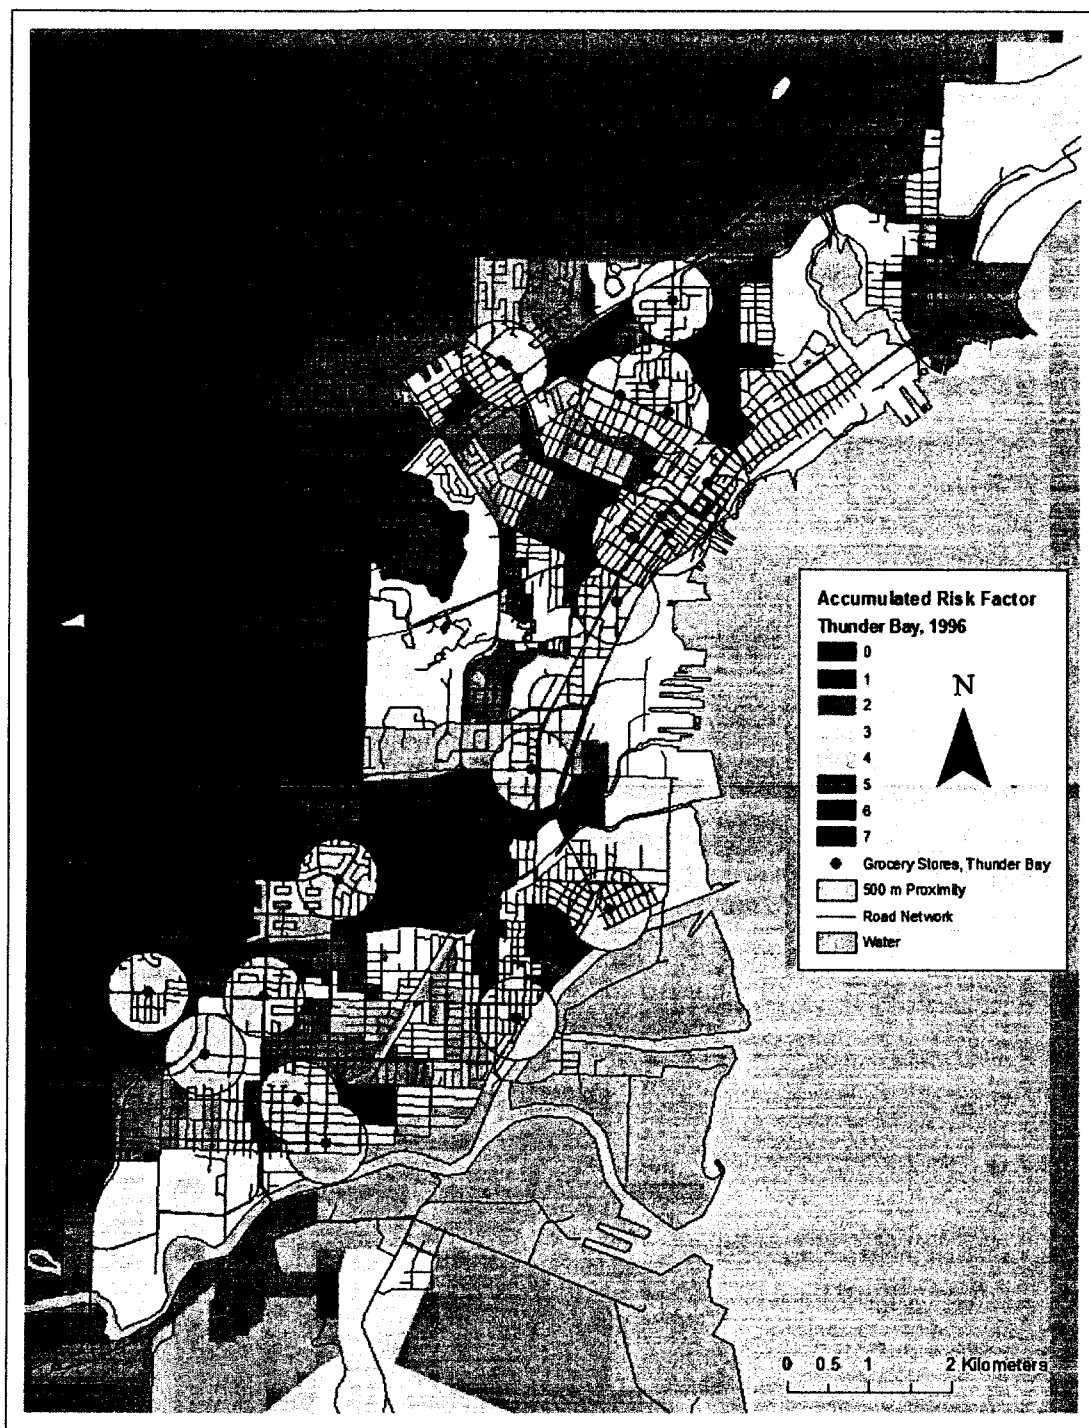 Accumulated Risk Factor
Thunder Bay, 1996
0
1
2
3
4
5
6
7
Grocery Stores, Thunder Bay
500 m Proximity
Road Network
Water
N
0 0.5 1 2 Kilometers